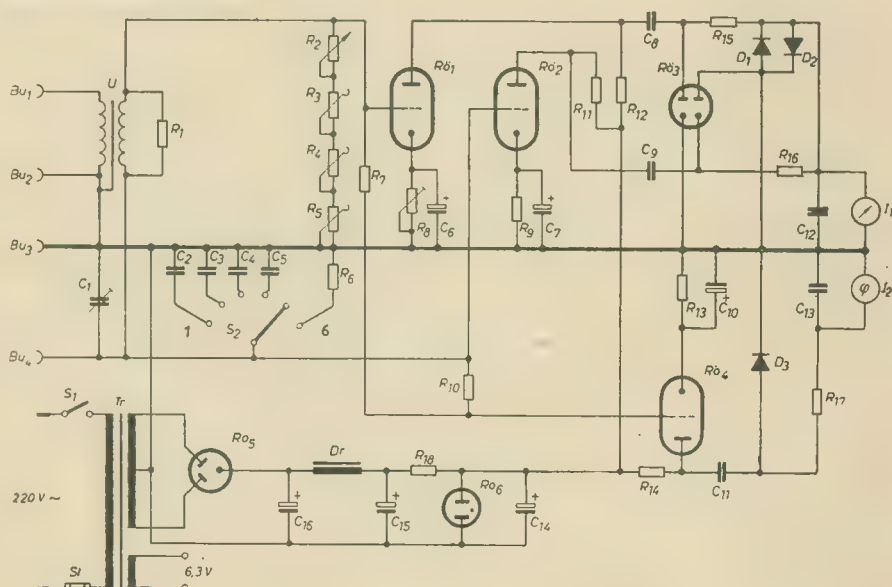 Bu1
U
R1
R2
R3
R4
R5
R7
Rö1
Rö2
R11
R12
C8
R15
Rö3
D1
D2
C9
R16
Bu2
Bu3
R8
C6
R9
C7
C12
I1
C1
C2
C3
C4
C5
R6
R13
C10
C13
φ
I2
1
S2
6
Bu4
R10
Rö4
D3
R17
S1
Tr
Ro5
Dr
R18
Ro6
R14
C11
220 V ~
C16
C15
C14
SI
6,3 V